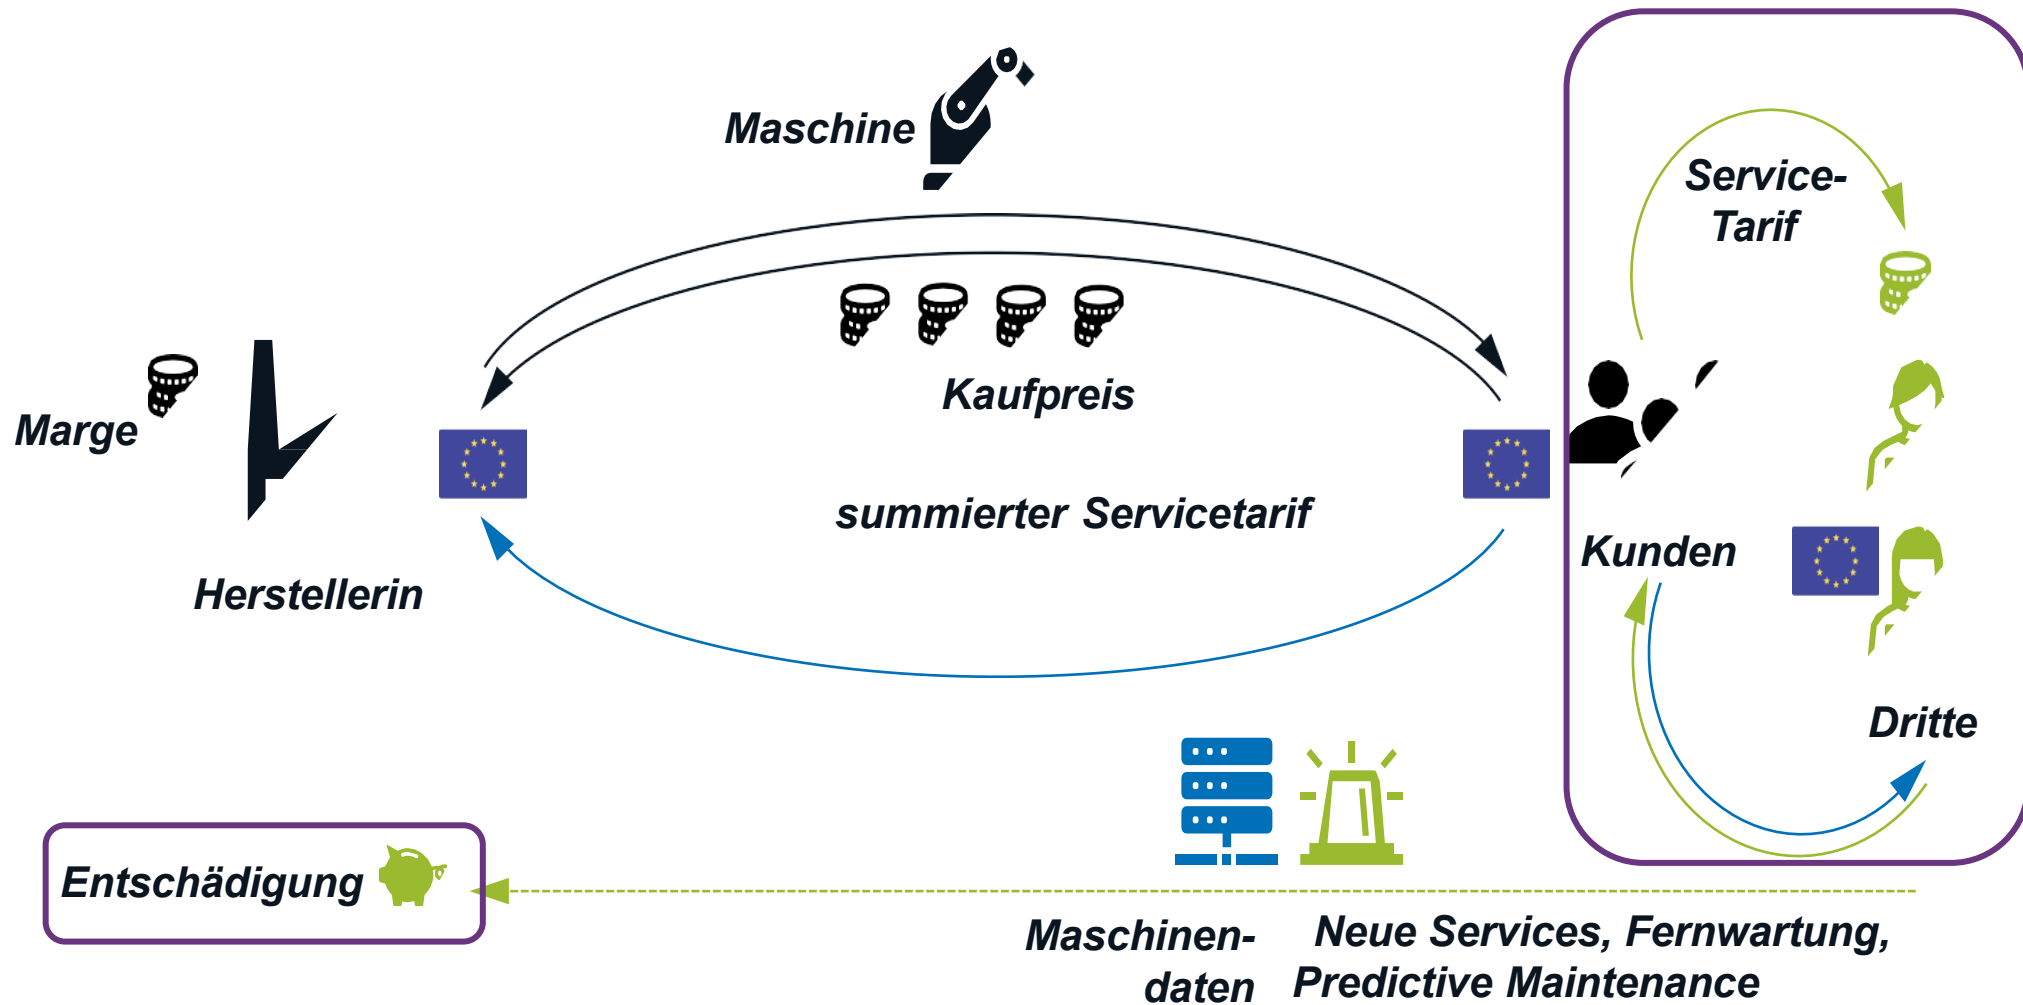 Maschine
Service-
Tarif
Kaufpreis
Marge
summierter Servicetarif
Kunden
Herstellerin
Dritte
Entschädigung
Maschinen-
daten
Neue Services, Fernwartung,
Predictive Maintenance